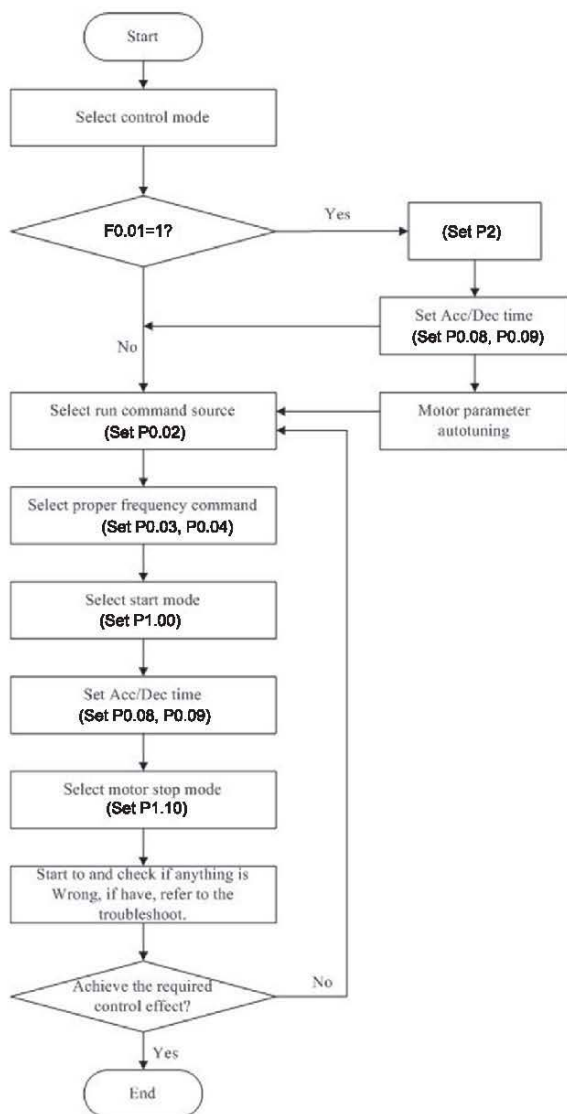 Start
Select control mode
F0.01=1?
Yes
(Set P2)
Set Acc/Dec time
(Set P0.08, P0.09)
No
Select run command source
(Set P0.02)
Motor parameter
autotuning
Select proper frequency command
(Set P0.03, P0.04)
Select start mode
(Set P1.00)
Set Acc/Dec time
(Set P0.08, P0.09)
Select motor stop mode
(Set P1.10)
Start to and check if anything is
Wrong, if have, refer to the
troubleshoot.
Achieve the required
control effect?
No
Yes
End